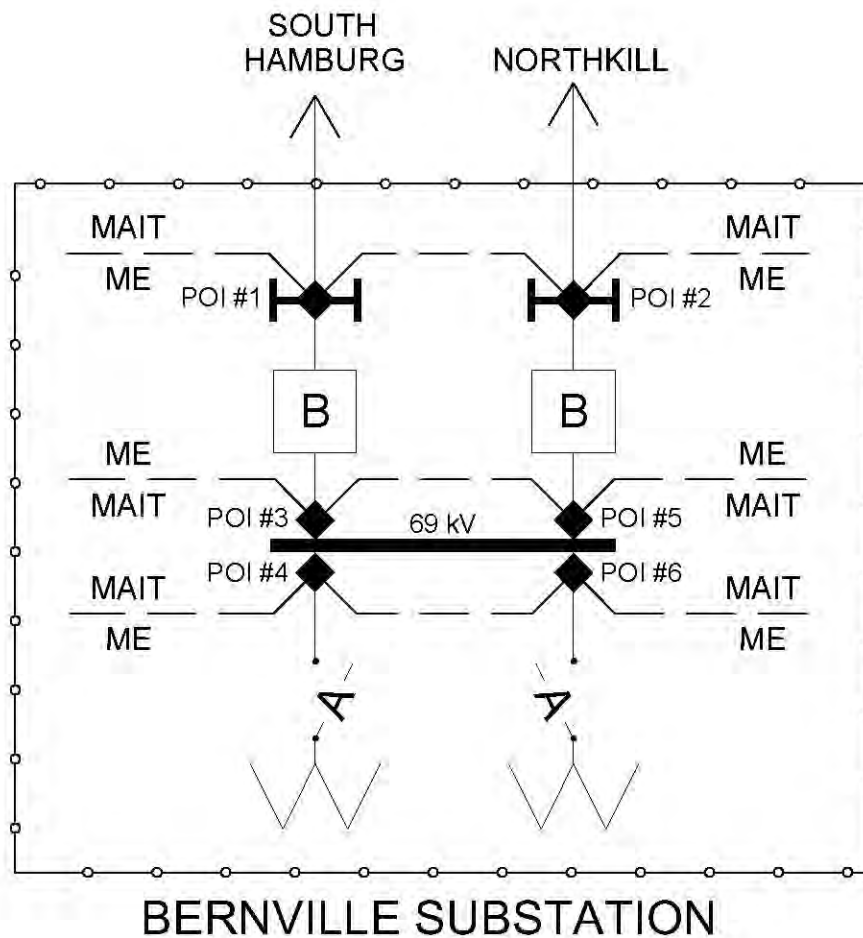 SOUTH
HAMBURG
NORTHKILL
MAIT
MAIT
ME
ME
POI #1
POI #2
B
B
ME
ME
MAIT
MAIT
POI #3
69 kV
POI #5
POI #4
POI #6
MAIT
MAIT
ME
ME
A
A
BERNVILLE SUBSTATION